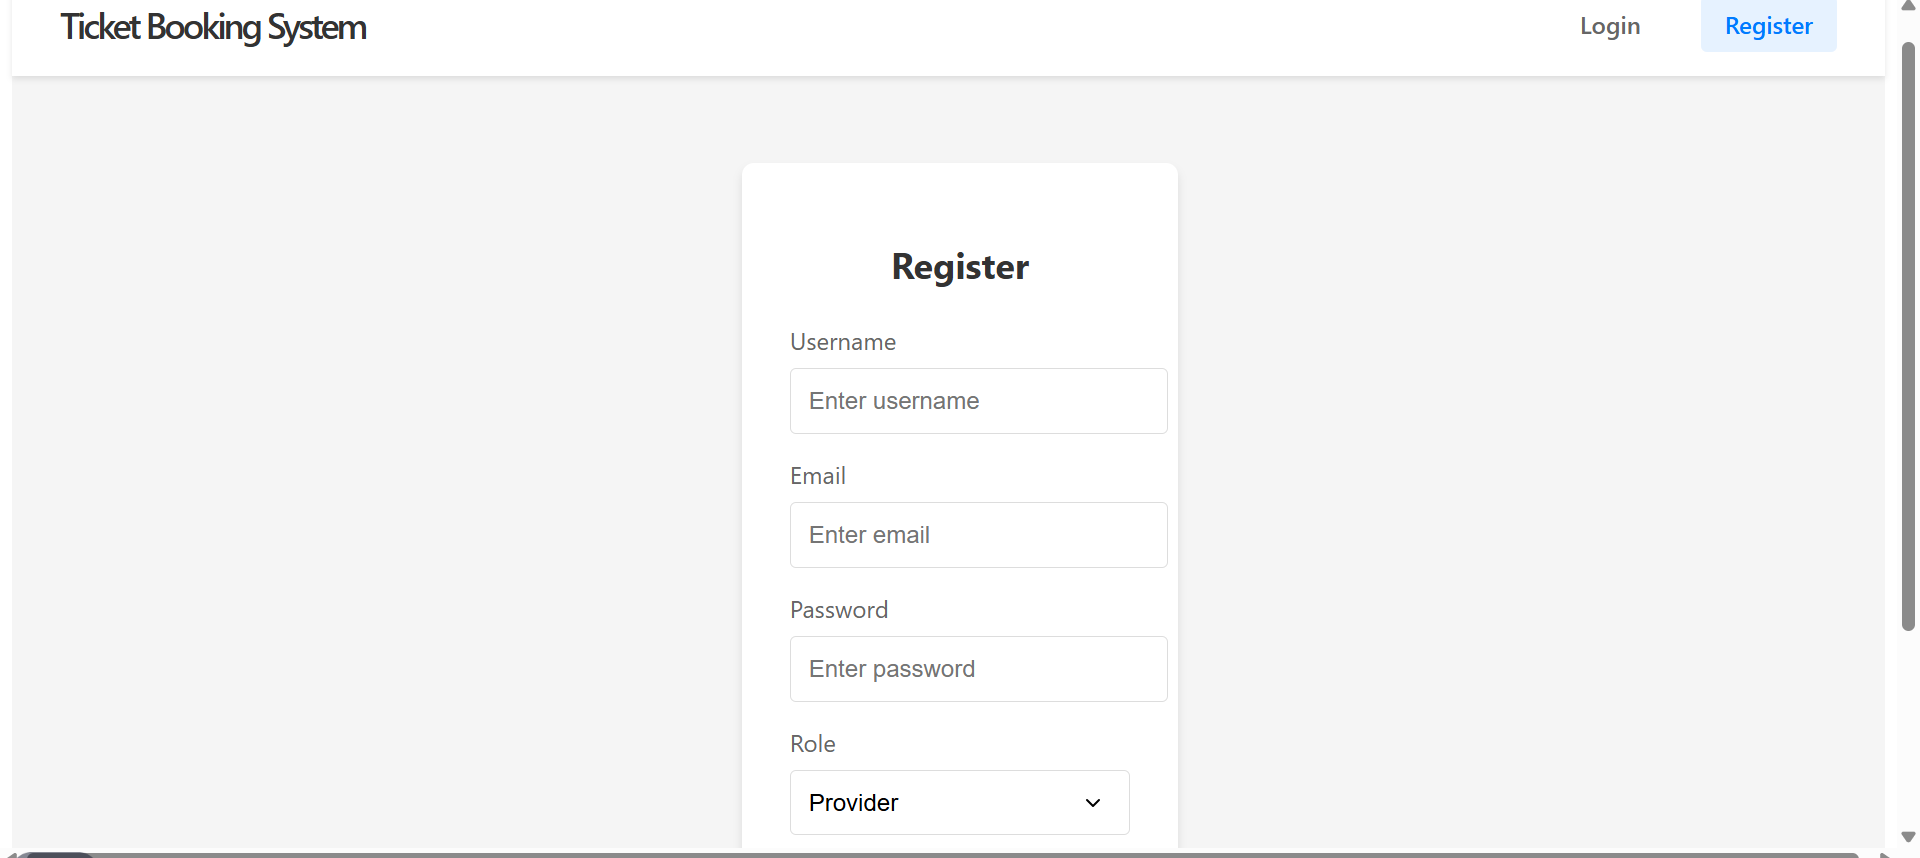 Ticket Booking System
Login
Register
Register
Username
Enter username
Email
Enter email
Password
Enter password
Role
Provider